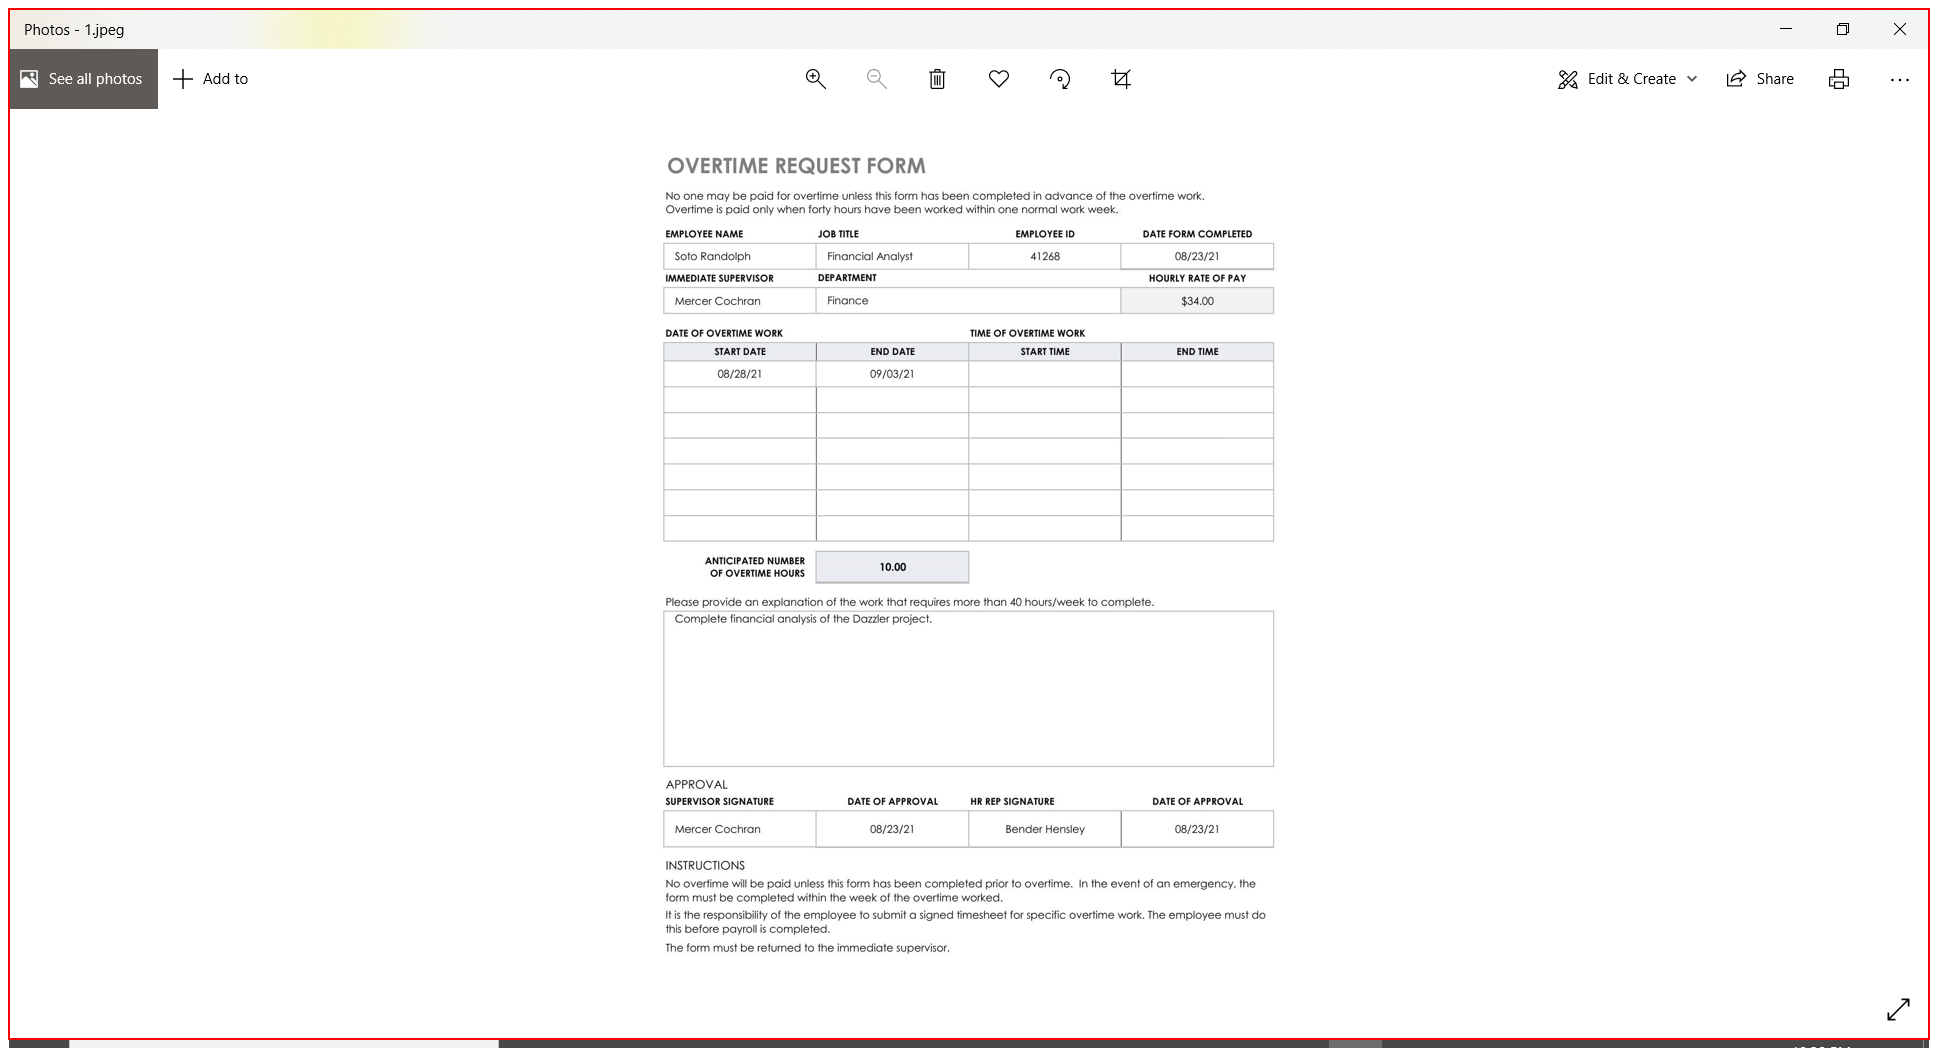 Photos - 1.jpeg
See all photos
Add to
Edit & Create
Share
OVERTIME REQUEST FORM
No one may be paid for overtime unless this form has been completed in advance of the overtime work.
Overtime is paid only when forty hours have been worked within one normal work week.
EMPLOYEE NAME JOB TITLE EMPLOYEE ID DATE FORM COMPLETED
Soto Randolph Financial Analyst 41268 08/23/21
IMMEDIATE SUPERVISOR DEPARTMENT HOURLY RATE OF PAY
Mercer Cochran Finance $34.00
DATE OF OVERTIME WORK TIME OF OVERTIME WORK
START DATE END DATE START TIME END TIME
08/28/21 09/03/21
ANTICIPATED NUMBER
OF OVERTIME HOURS
10.00
Please provide an explanation of the work that requires more than 40 hours/week to complete.
Complete financial analysis of the Dazzler project.
APPROVAL
SUPERVISOR SIGNATURE DATE OF APPROVAL HR REP SIGNATURE DATE OF APPROVAL
Mercer Cochran 08/23/21 Bender Hensley 08/23/21
INSTRUCTIONS
No overtime will be paid unless this form has been completed prior to overtime.  In the event of an emergency, the
form must be completed within the week of the overtime worked.
It is the responsibility of the employee to submit a signed timesheet for specific overtime work. The employee must do
this before payroll is completed.
The form must be returned to the immediate supervisor.